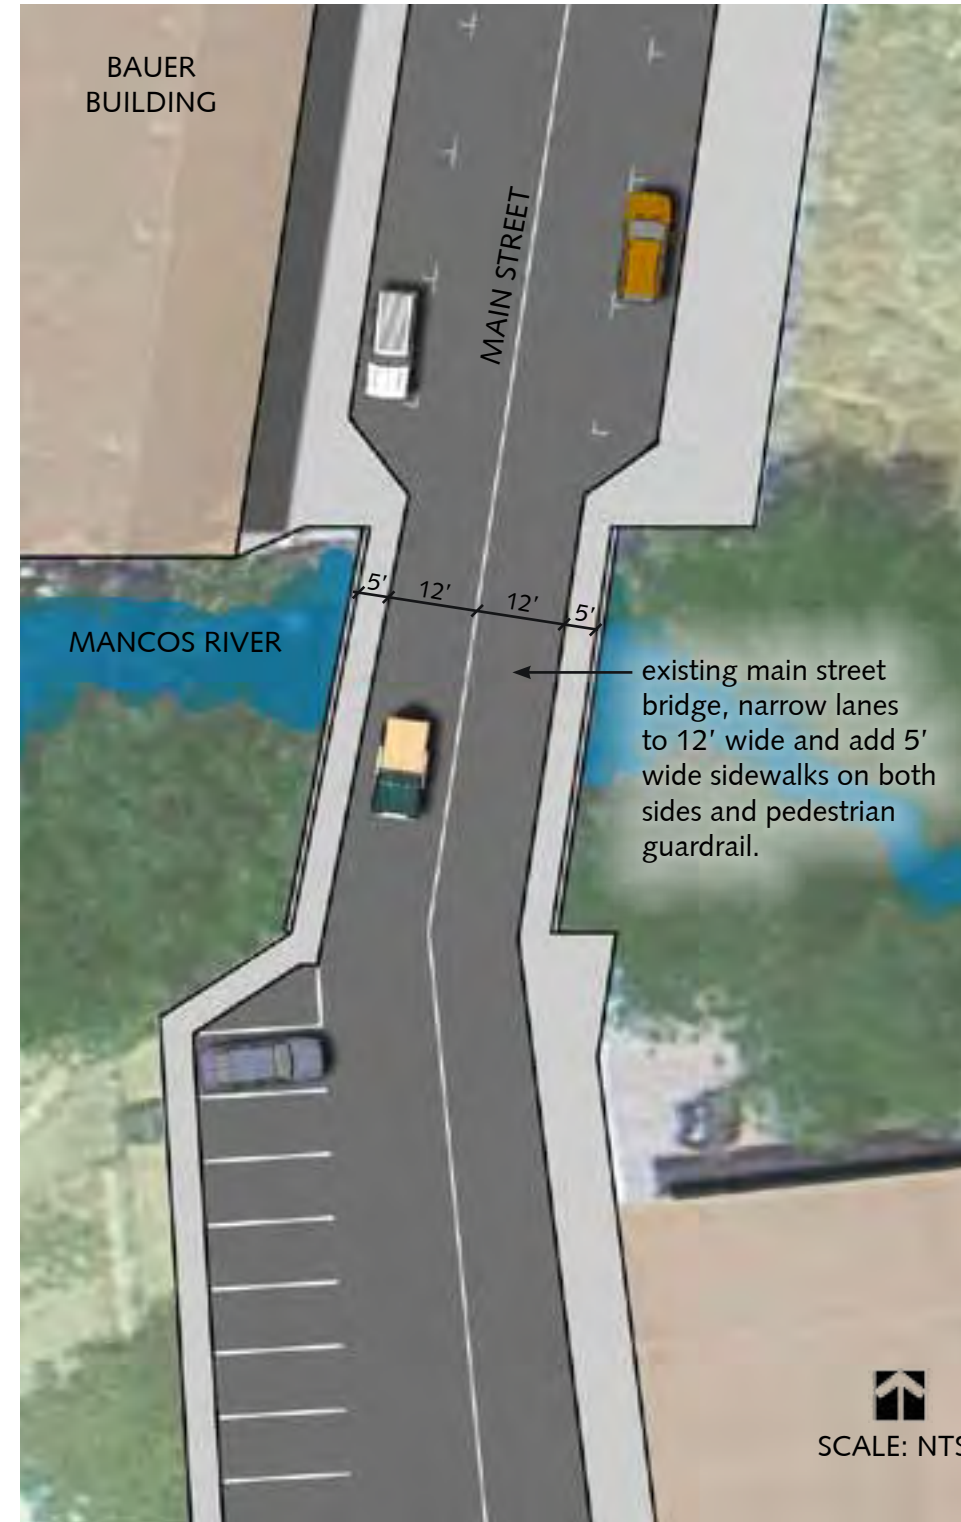 BAUER
BUILDING
MAIN STREET
5'
12'
12'
5'
MANCOS RIVER
existing main street
bridge, narrow lanes
to 12' wide and add 5'
wide sidewalks on both
sides and pedestrian
guardrail.
SCALE: NTS